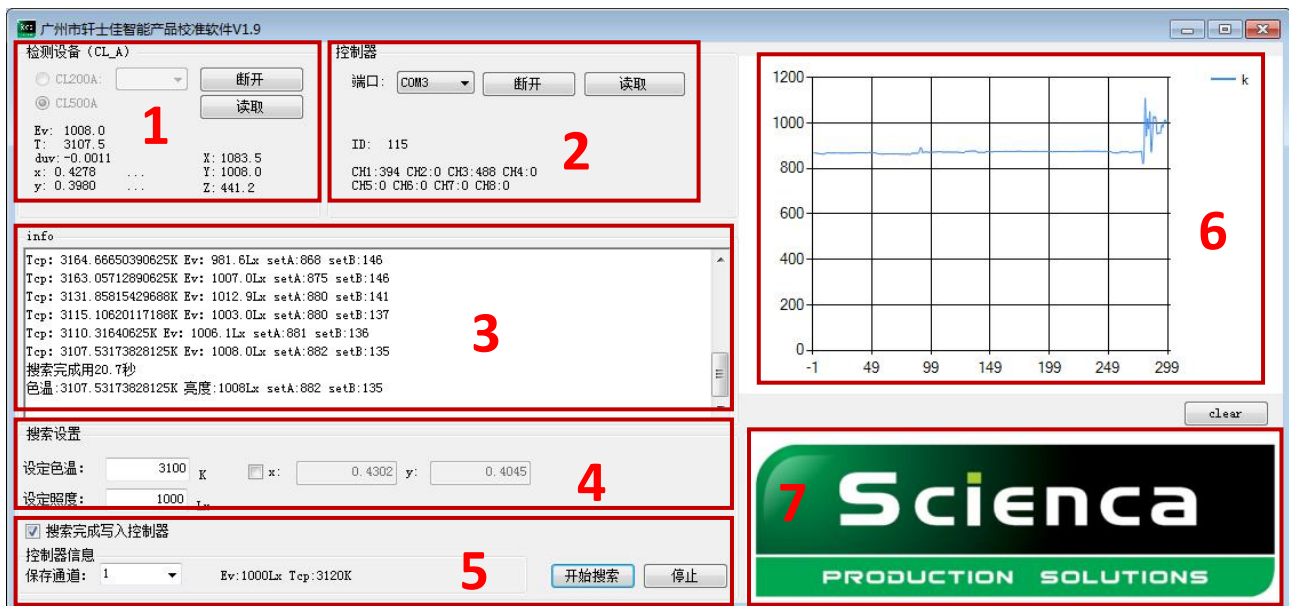 广州市轩士佳智能产品校准软件V1.9
检测设备 (CL_A)
CL200A:
断开
CL500A
读取
1
Ev: 1008.0
T: 3107.5
duv:-0.0011
x: 0.4278 ...
y: 0.3980 ...
X: 1083.5
Y: 1008.0
Z: 441.2
控制器
端口: COM3 断开 读取
2
ID: 115
CH1:394 CH2:0 CH3:488 CH4:0
CH5:0 CH6:0 CH7:0 CH8:0
info
Tcp: 3164.66650390625K Ev: 981.6Lx setA:868 setB:146
Tcp: 3163.05712890625K Ev: 1007.0Lx setA:875 setB:146
Tcp: 3131.85815429688K Ev: 1012.9Lx setA:880 setB:141
Tcp: 3115.10620117188K Ev: 1003.0Lx setA:880 setB:137
Tcp: 3110.31640625K Ev: 1006.1Lx setA:881 setB:136
Tcp: 3107.53173828125K Ev: 1008.0Lx setA:882 setB:135
搜索完成用20.7秒
色温:3107.53173828125K 亮度:1008Lx setA:882 setB:135
3
搜索设置
设定色温: 3100 K x: 0.4302 y: 0.4045
设定照度: 1000 Lx
4
搜索完成写入控制器
控制器信息
保存通道: 1 Ev:1000Lx Tcp:3120K
5
开始搜索 停止
k
1200
1000
800
600
400
200
0
-1 49 99 149 199 249 299
6
clear
7
Scienca
PRODUCTION SOLUTIONS